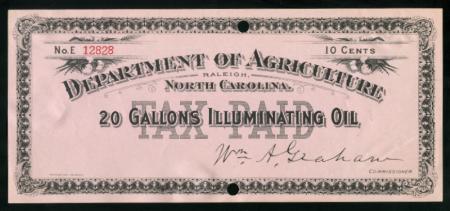 No. E 12828 10 CENTS
DEPARTMENT OF AGRICULTURE
RALEIGH,
NORTH CAROLINA.
TAX PAID
20 GALLONS ILLUMINATING OIL
Wm A. Graham
COMMISSIONER